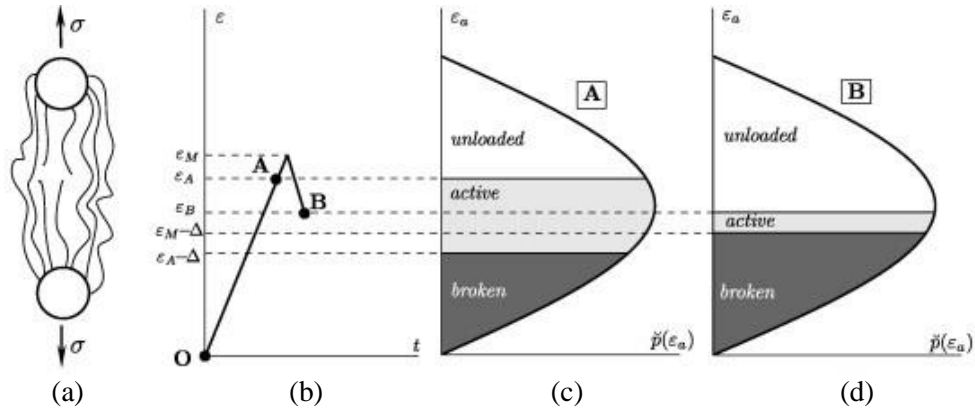 σ
σ
(a)
ε
ε_M
ε_A
ε_B
ε_M−Δ
ε_A−Δ
A
B
O
t
(b)
ε_a
A
unloaded
active
broken
p̆(ε_a)
(c)
ε_a
B
unloaded
active
broken
p̆(ε_a)
(d)